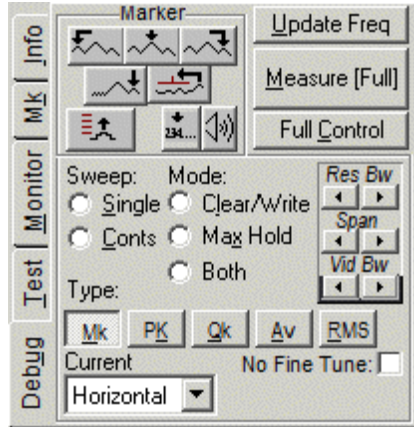 Info
Mk
Monitor
Test
Debug
Marker
234...
Update Freq
Measure [Full]
Full Control
Sweep:
Single
Conts
Mode:
Clear/Write
Max Hold
Both
Res Bw
Span
Vid Bw
Type:
Mk
PK
Qk
Av
RMS
Current
Horizontal
No Fine Tune: